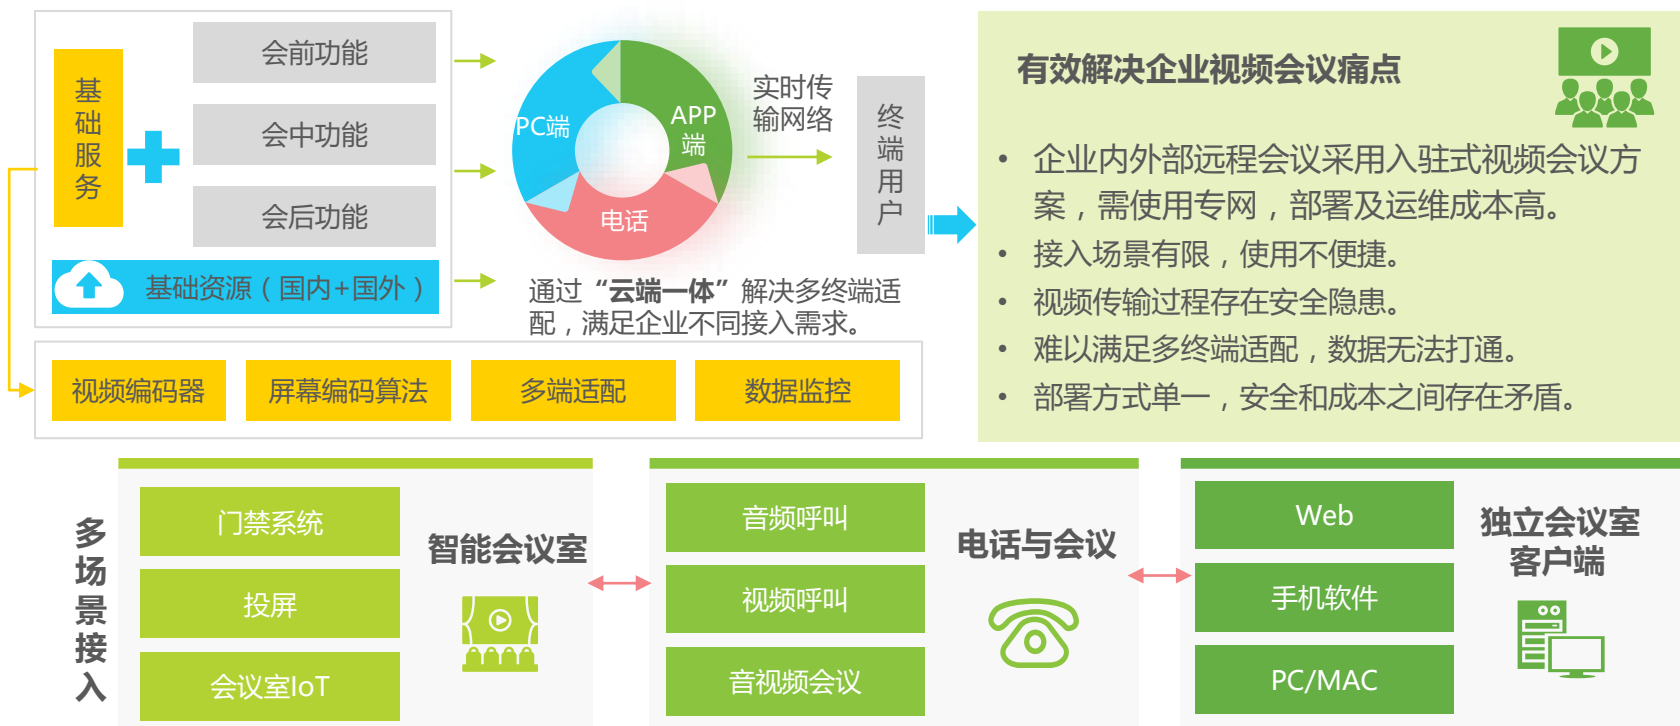 基础服务
会前功能
会中功能
会后功能
基础资源（国内+国外）
PC端
APP
端
电话
实时传
输网络
终端用户
通过“云端一体”解决多终端适
配，满足企业不同接入需求。
视频编码器
屏幕编码算法
多端适配
数据监控
有效解决企业视频会议痛点
• 企业内外部远程会议采用入驻式视频会议方
案，需使用专网，部署及运维成本高。
• 接入场景有限，使用不便捷。
• 视频传输过程存在安全隐患。
• 难以满足多终端适配，数据无法打通。
• 部署方式单一，安全和成本之间存在矛盾。
多场景接入
门禁系统
投屏
会议室IoT
智能会议室
音频呼叫
视频呼叫
音视频会议
电话与会议
Web
手机软件
PC/MAC
独立会议室
客户端